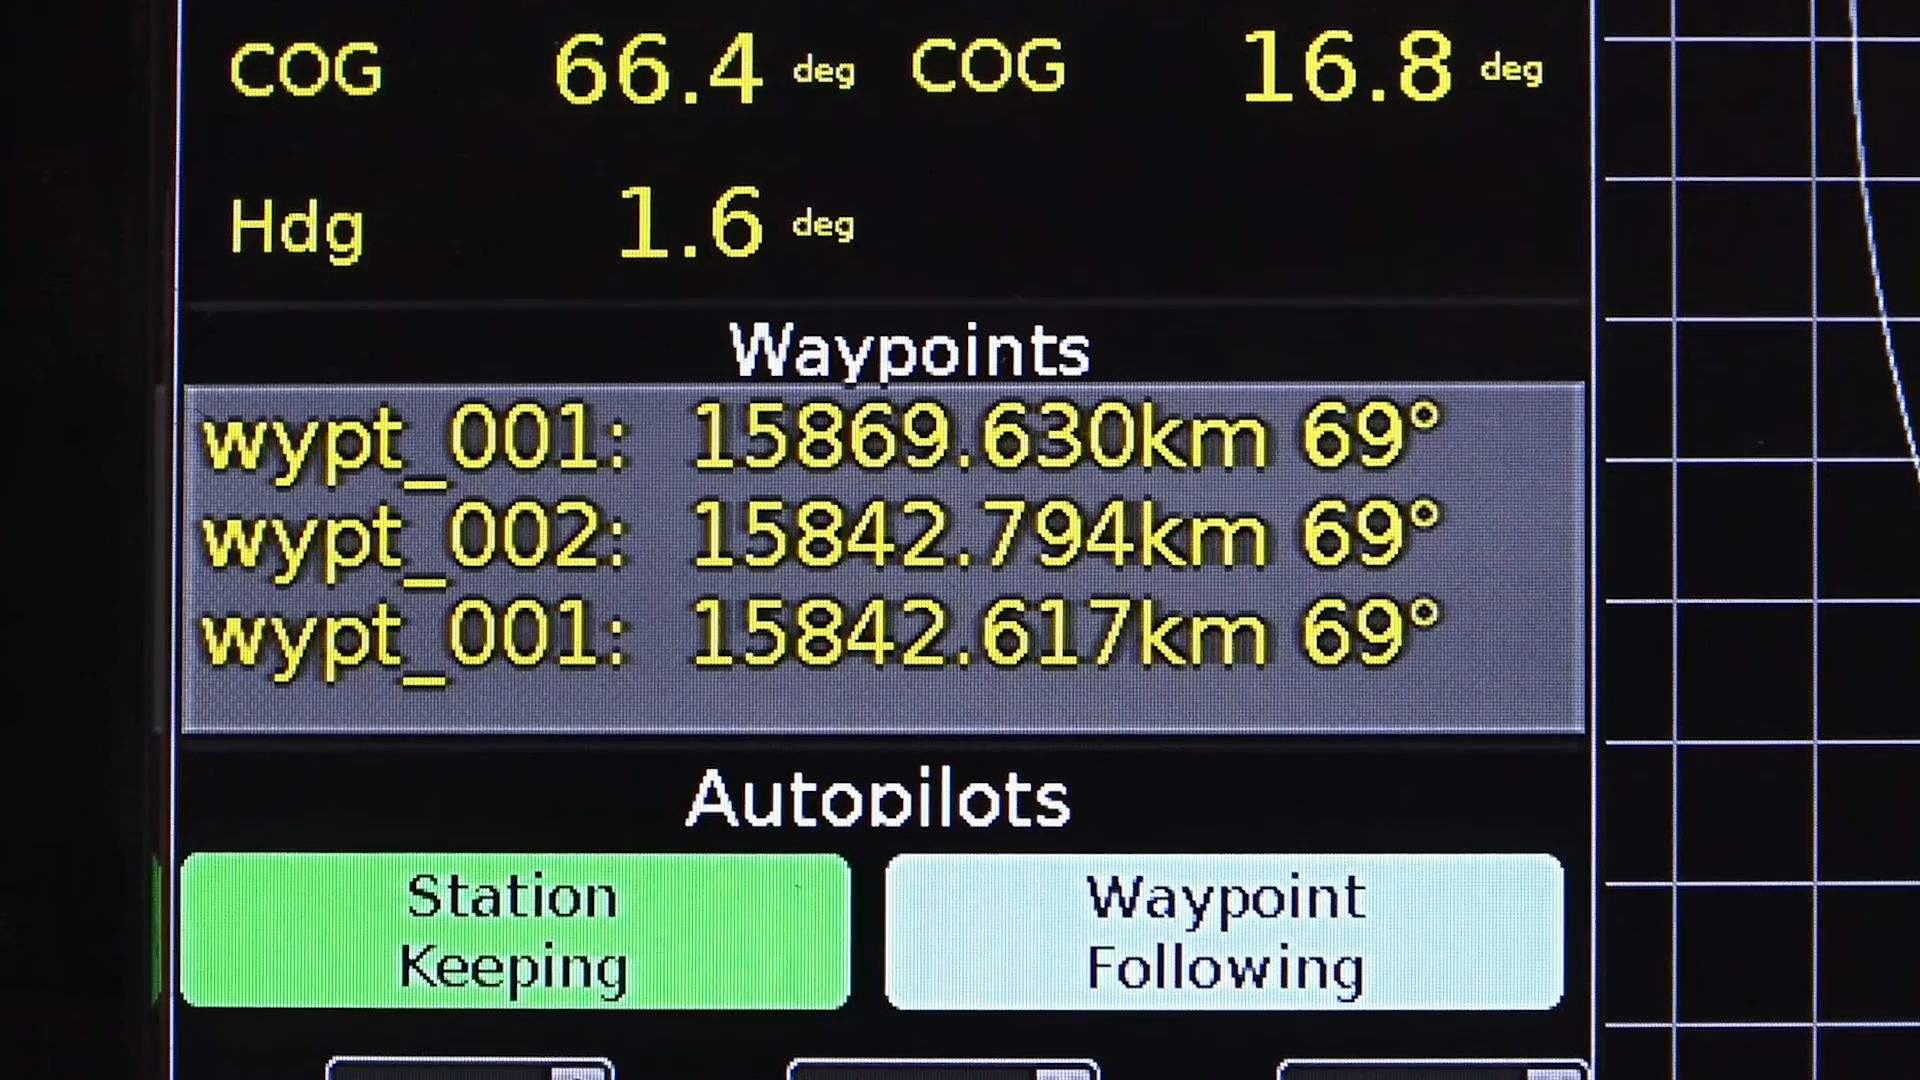 COG 66.4 deg COG 16.8 deg
Hdg 1.6 deg
Waypoints
wypt_001: 15869.630km 69°
wypt_002: 15842.794km 69°
wypt_001: 15842.617km 69°
Autopilots
Station
Keeping
Waypoint
Following